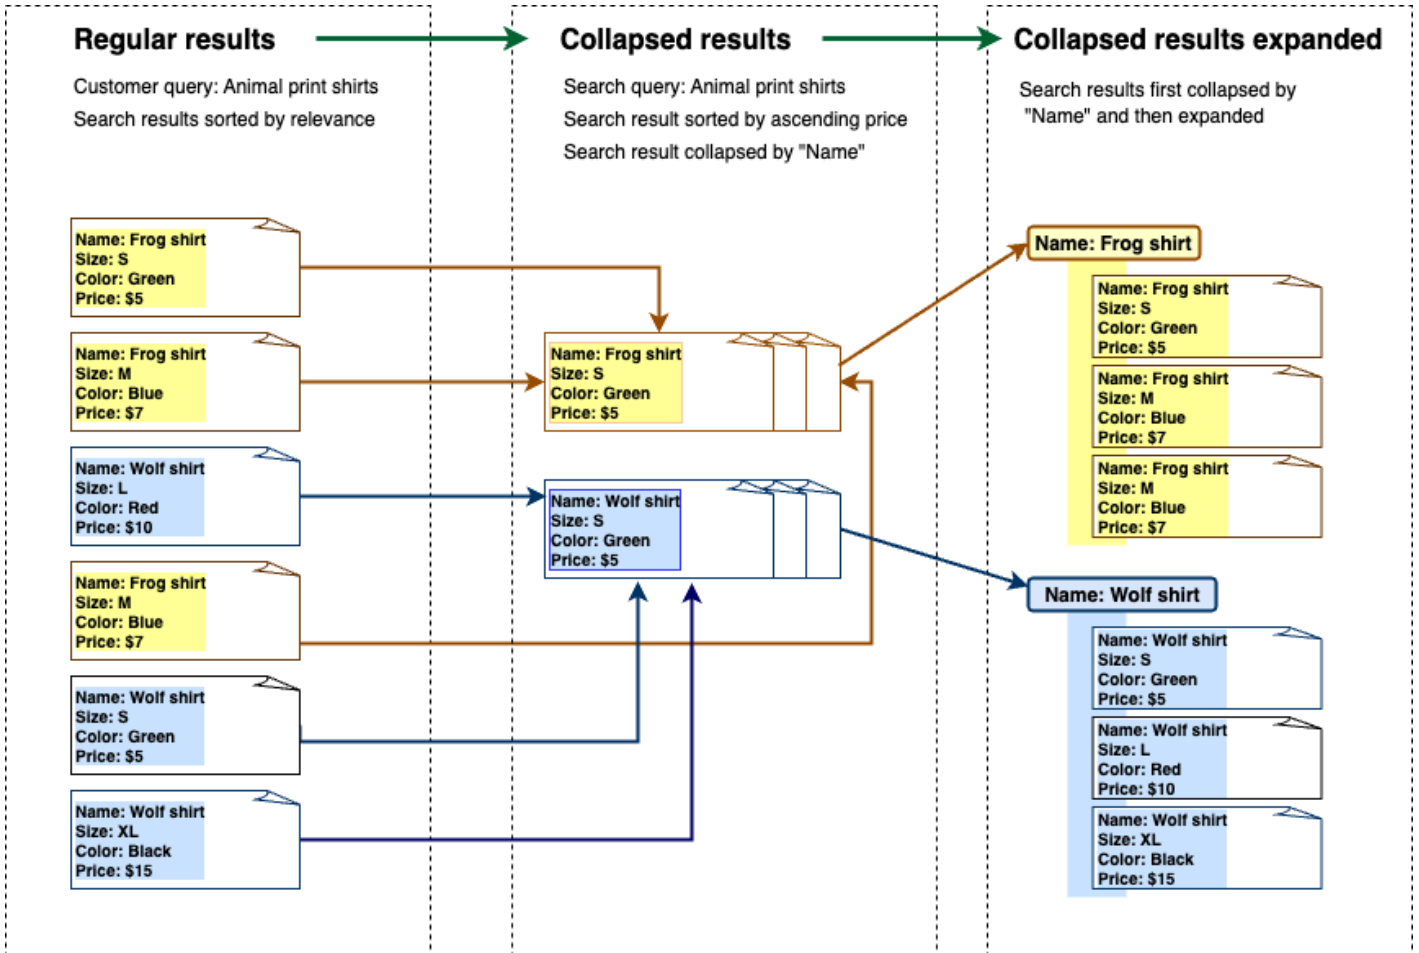 Regular results
Customer query: Animal print shirts
Search results sorted by relevance
Name: Frog shirt
Size: S
Color: Green
Price: $5
Name: Frog shirt
Size: M
Color: Blue
Price: $7
Name: Wolf shirt
Size: L
Color: Red
Price: $10
Name: Frog shirt
Size: M
Color: Blue
Price: $7
Name: Wolf shirt
Size: S
Color: Green
Price: $5
Name: Wolf shirt
Size: XL
Color: Black
Price: $15
Collapsed results
Search query: Animal print shirts
Search result sorted by ascending price
Search result collapsed by "Name"
Name: Frog shirt
Size: S
Color: Green
Price: $5
Name: Wolf shirt
Size: S
Color: Green
Price: $5
Collapsed results expanded
Search results first collapsed by
"Name" and then expanded
Name: Frog shirt
Name: Frog shirt
Size: S
Color: Green
Price: $5
Name: Frog shirt
Size: M
Color: Blue
Price: $7
Name: Frog shirt
Size: M
Color: Blue
Price: $7
Name: Wolf shirt
Name: Wolf shirt
Size: S
Color: Green
Price: $5
Name: Wolf shirt
Size: L
Color: Red
Price: $10
Name: Wolf shirt
Size: XL
Color: Black
Price: $15